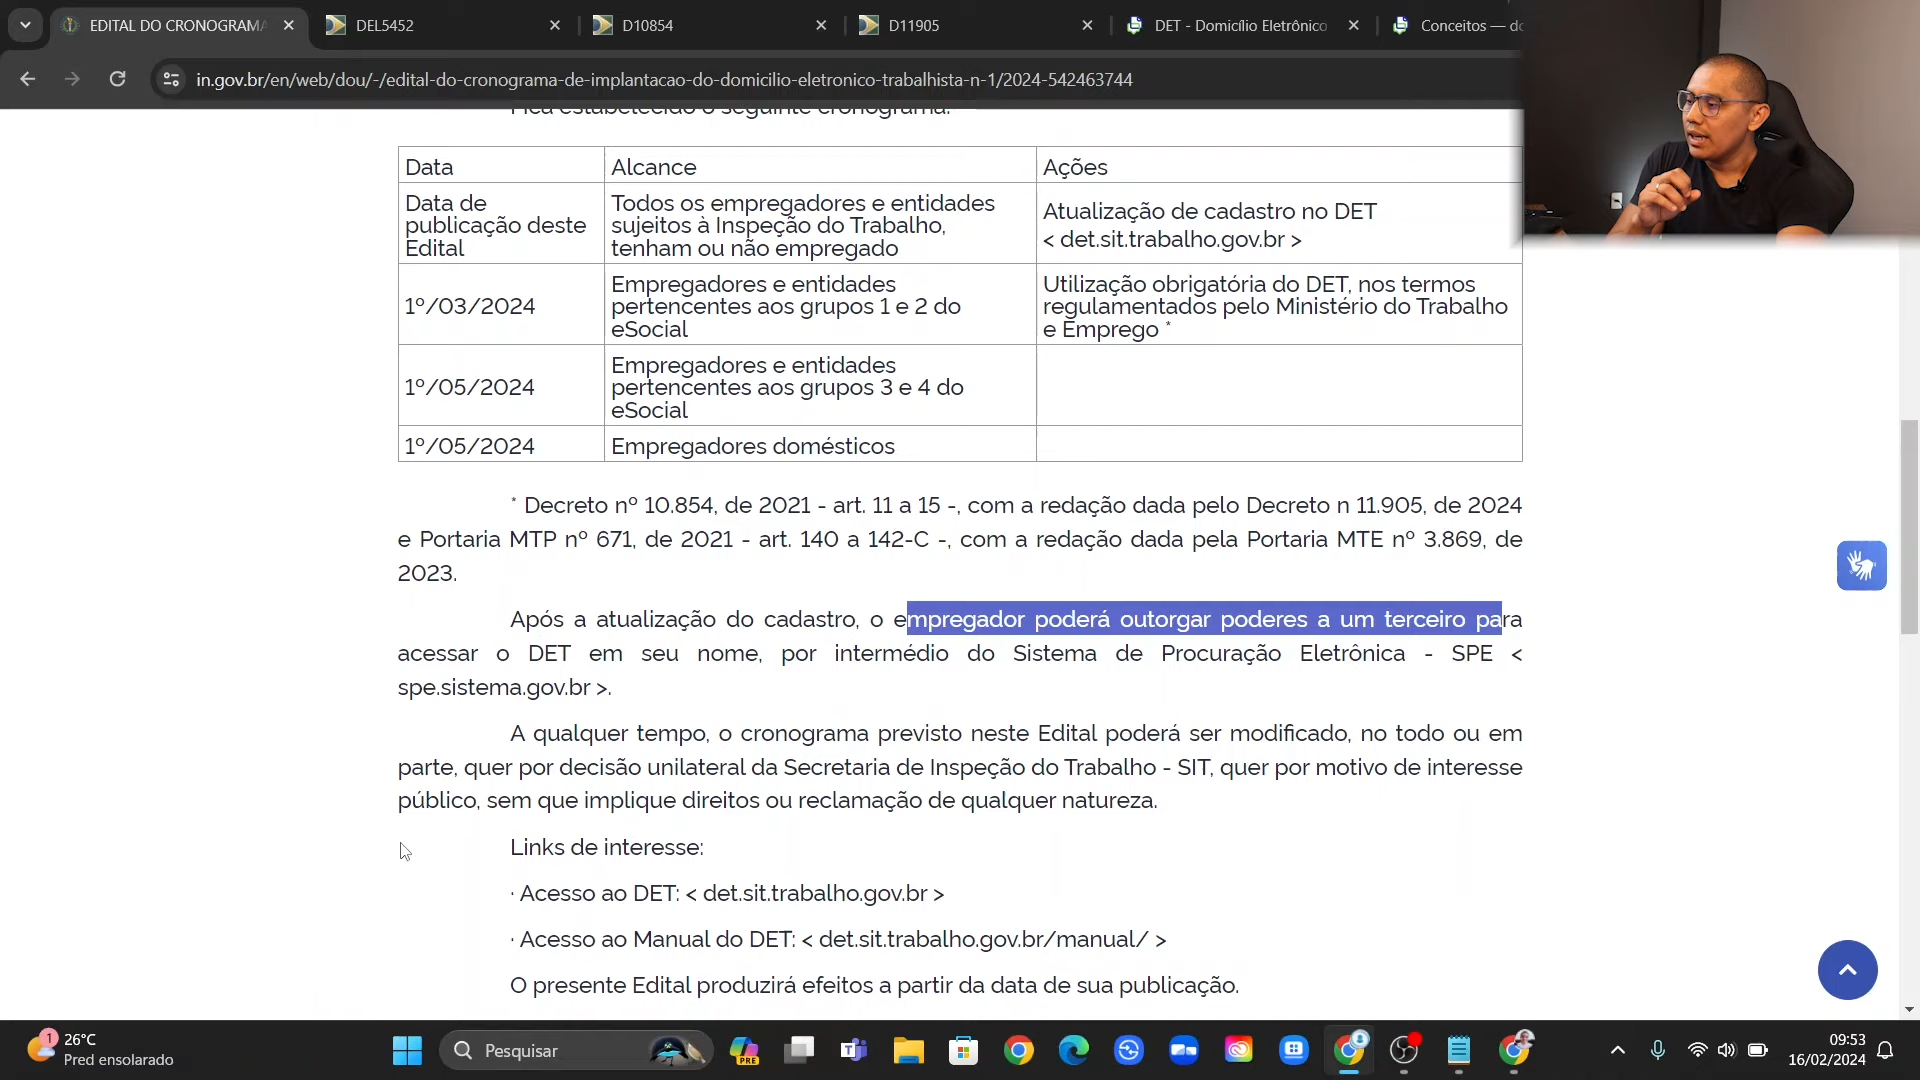 EDITAL DO CRONOGRAMA
DEL5452
D10854
D11905
DET - Domicílio Eletrônico
Conceitos — do
in.gov.br/en/web/dou/-/edital-do-cronograma-de-implantacao-do-domicilio-eletronico-trabalhista-n-1/2024-542463744
Fica estabelecido o seguinte cronograma:
Data
Alcance
Ações
Data de
publicação deste
Edital
Todos os empregadores e entidades
sujeitos à Inspeção do Trabalho,
tenham ou não empregado
Atualização de cadastro no DET
< det.sit.trabalho.gov.br >
1º/03/2024
Empregadores e entidades
pertencentes aos grupos 1 e 2 do
eSocial
Utilização obrigatória do DET, nos termos
regulamentados pelo Ministério do Trabalho
e Emprego *
1º/05/2024
Empregadores e entidades
pertencentes aos grupos 3 e 4 do
eSocial
1º/05/2024
Empregadores domésticos
* Decreto nº 10.854, de 2021 - art. 11 a 15 -, com a redação dada pelo Decreto n 11.905, de 2024
e Portaria MTP nº 671, de 2021 - art. 140 a 142-C -, com a redação dada pela Portaria MTE nº 3.869, de
2023.
Após a atualização do cadastro, o empregador poderá outorgar poderes a um terceiro para
acessar o DET em seu nome, por intermédio do Sistema de Procuração Eletrônica - SPE <
spe.sistema.gov.br >.
A qualquer tempo, o cronograma previsto neste Edital poderá ser modificado, no todo ou em
parte, quer por decisão unilateral da Secretaria de Inspeção do Trabalho - SIT, quer por motivo de interesse
público, sem que implique direitos ou reclamação de qualquer natureza.
Links de interesse:
· Acesso ao DET: < det.sit.trabalho.gov.br >
· Acesso ao Manual do DET: < det.sit.trabalho.gov.br/manual/ >
O presente Edital produzirá efeitos a partir da data de sua publicação.
1
26°C
Pred ensolarado
Pesquisar
PRE
09:53
16/02/2024